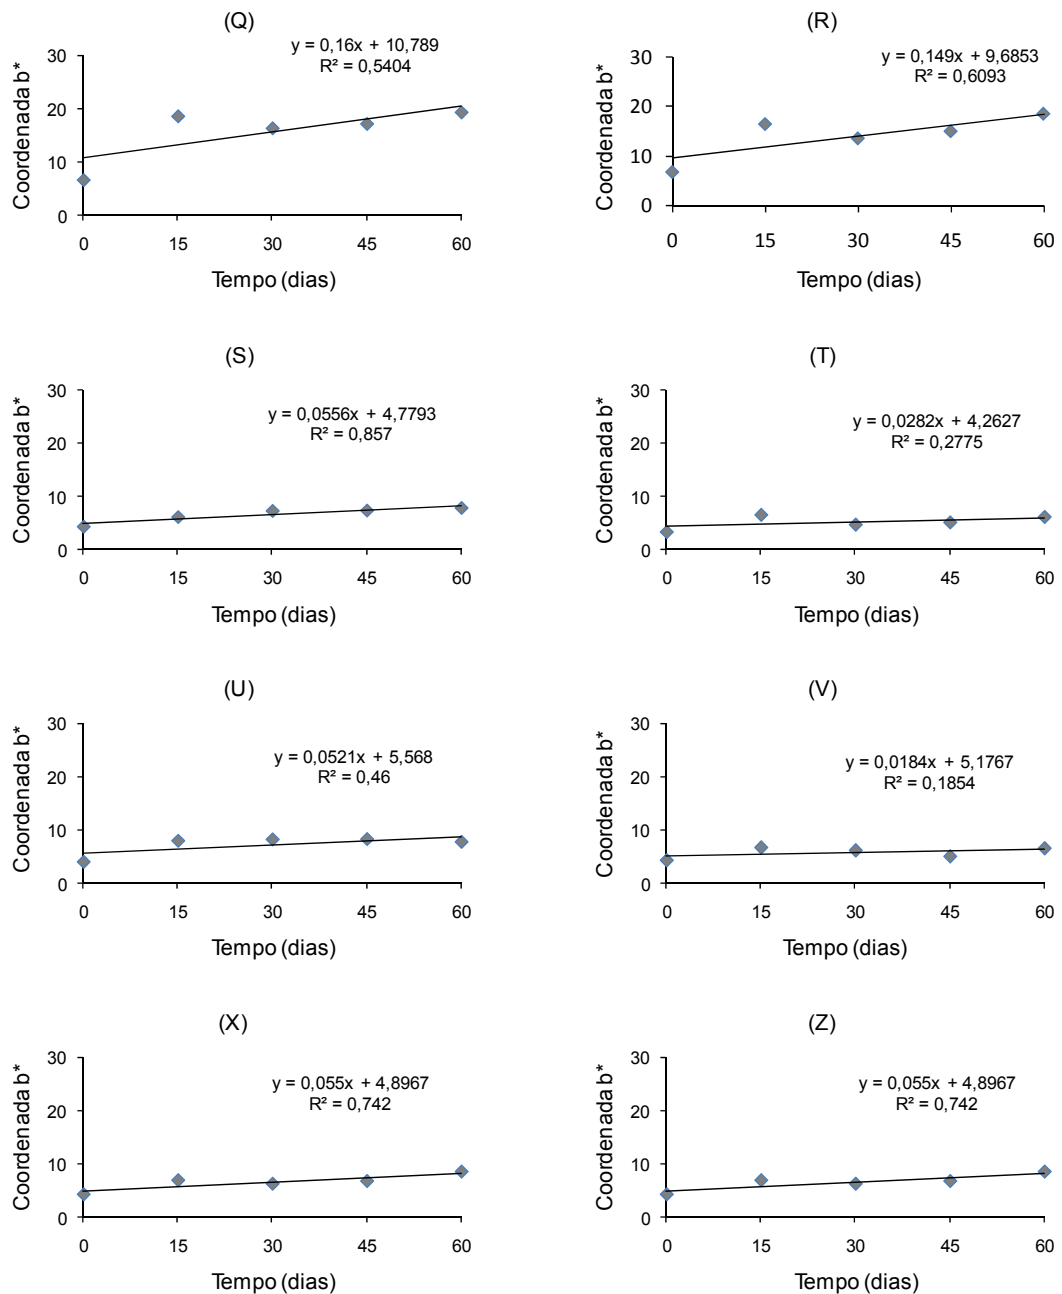 (Q)
y = 0,16x + 10,789
R² = 0,5404
Coordenada b*
30
20
10
0
0 15 30 45 60
Tempo (dias)
(R)
y = 0,149x + 9,6853
R² = 0,6093
Coordenada b*
30
20
10
0
0 15 30 45 60
Tempo (dias)
(S)
y = 0,0556x + 4,7793
R² = 0,857
Coordenada b*
30
20
10
0
0 15 30 45 60
Tempo (dias)
(T)
y = 0,0282x + 4,2627
R² = 0,2775
Coordenada b*
30
20
10
0
0 15 30 45 60
Tempo (dias)
(U)
y = 0,0521x + 5,568
R² = 0,46
Coordenada b*
30
20
10
0
0 15 30 45 60
Tempo (dias)
(V)
y = 0,0184x + 5,1767
R² = 0,1854
Coordenada b*
30
20
10
0
0 15 30 45 60
Tempo (dias)
(X)
y = 0,055x + 4,8967
R² = 0,742
Coordenada b*
30
20
10
0
0 15 30 45 60
Tempo (dias)
(Z)
y = 0,055x + 4,8967
R² = 0,742
Coordenada b*
30
20
10
0
0 15 30 45 60
Tempo (dias)